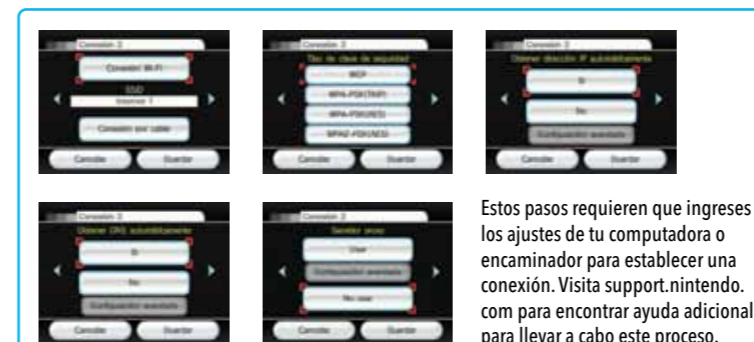 Conexión 2
Conexión Wi-Fi
SSID
Internet 1
Conexión por cable
Cancelar
Guardar
Conexión 2
Tipo de clave de seguridad
WEP
WPA-PSK(TKIP)
WPA-PSK(AES)
WPA2-PSK(AES)
Cancelar
Guardar
Conexión 2
Obtener dirección IP automáticamente
Sí
No
Configuración avanzada
Cancelar
Guardar
Conexión 2
Obtener DNS automáticamente
Sí
No
Configuración avanzada
Cancelar
Guardar
Conexión 2
Servidor proxy
Usar
Configuración avanzada
No usar
Cancelar
Guardar
Estos pasos requieren que ingreses
los ajustes de tu computadora o
encaminador para establecer una
conexión. Visita support.nintendo.
com para encontrar ayuda adicional
para llevar a cabo este proceso.